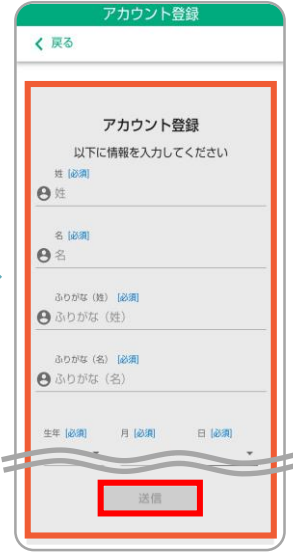 アカウント登録
戻る
アカウント登録
以下に情報を入力してください
姓 [必須]
姓
名 [必須]
名
ふりがな（姓） [必須]
ふりがな（姓）
ふりがな（名） [必須]
ふりがな（名）
生年 [必須] 月 [必須] 日 [必須]
送信